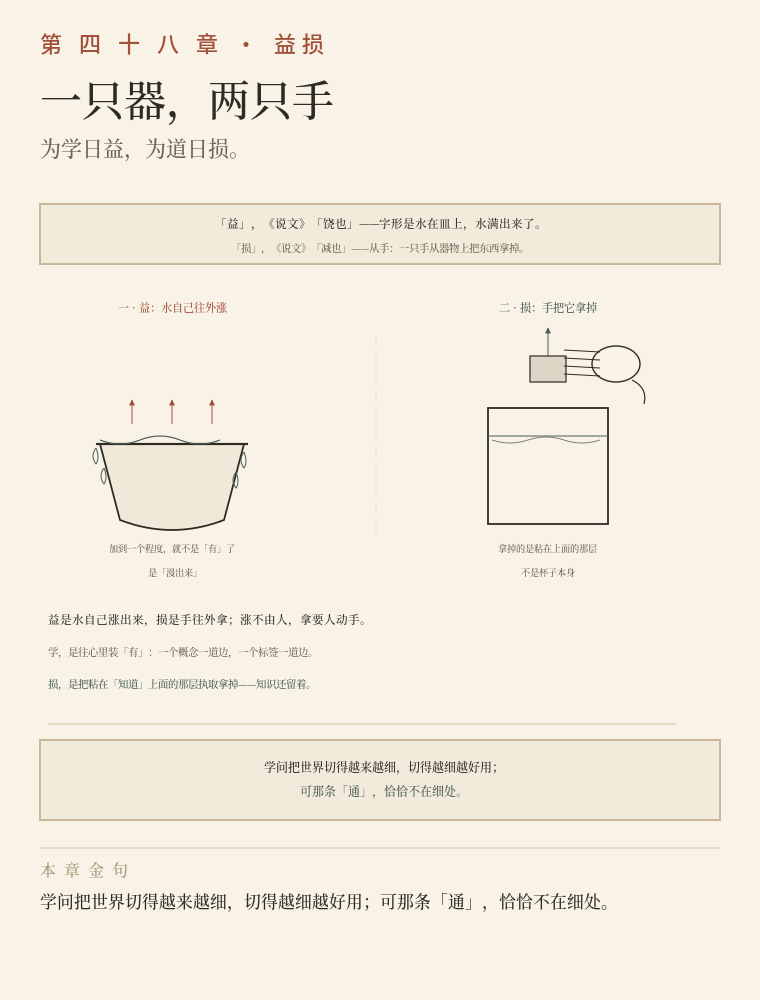 第四十八章·益损
一只器，两只手
为学日益，为道日损。
「益」，《说文》「饶也」——字形是水在皿上，水满出来了。
「损」，《说文》「减也」——从手：一只手从器物上把东西拿掉。
一·益：水自己往外涨
二·损：手把它拿掉
加到一个程度，就不是「有」了
是「漫出来」
拿掉的是粘在上面的那层
不是杯子本身
益是水自己涨出来，损是手往外拿；涨不由人，拿要人动手。
学，是往心里装「有」：一个概念一道边，一个标签一道边。
损，是把粘在「知道」上面的那层执取拿掉——知识还留着。
学问把世界切得越来越细，切得越细越好用；
可那条「通」，恰恰不在细处。
本章金句
学问把世界切得越来越细，切得越细越好用；可那条「通」，恰恰不在细处。